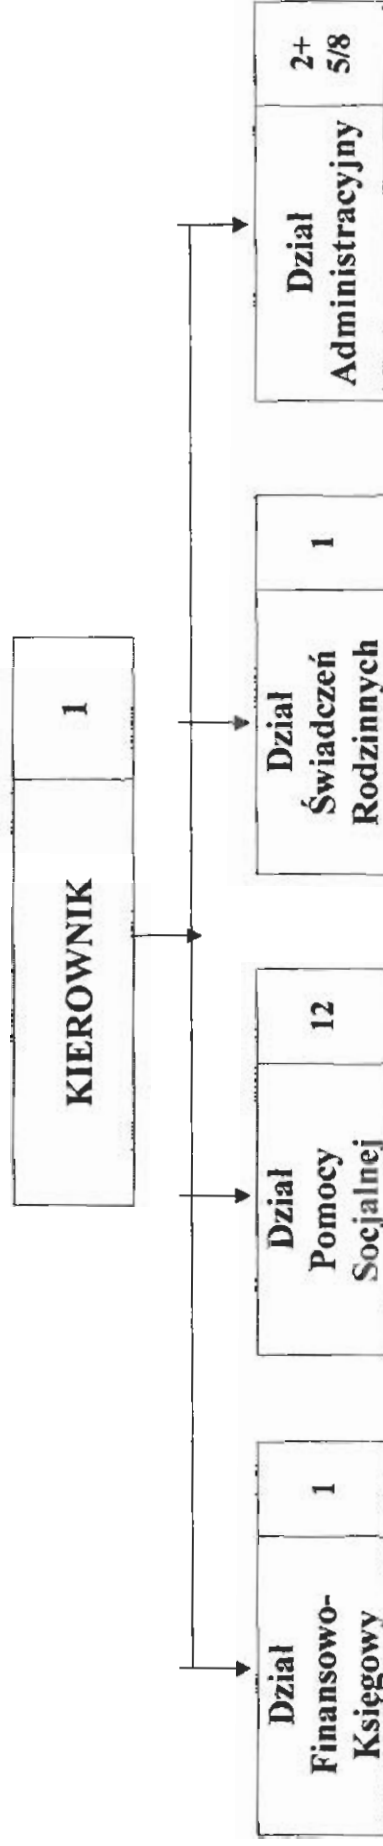 KIEROWNIK
1
Dział
Finansowo-
Księgowy
1
Dział
Pomocy
Socjalnej
12
Dział
Świadczeń
Rodzinnych
1
Dział
Administracyjny
2+
5/8